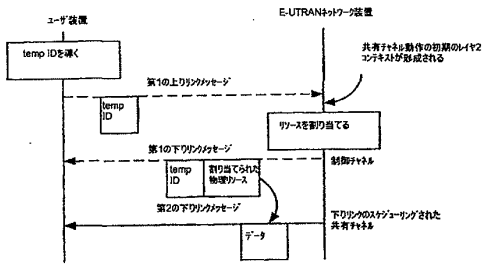 ユーザ装置
E-UTRANネットワーク装置
temp IDを導く
共有チャネル動作の初期のレイヤ2
コンテキストが形成される
第1の上りリンクメッセージ
temp
ID
リソースを割り当てる
第1の下りリンクメッセージ
制御チャネル
temp
ID
割り当てられた
物理リソース
第2の下りリンクメッセージ
下りリンクのスケジューリングされた
共有チャネル
データ